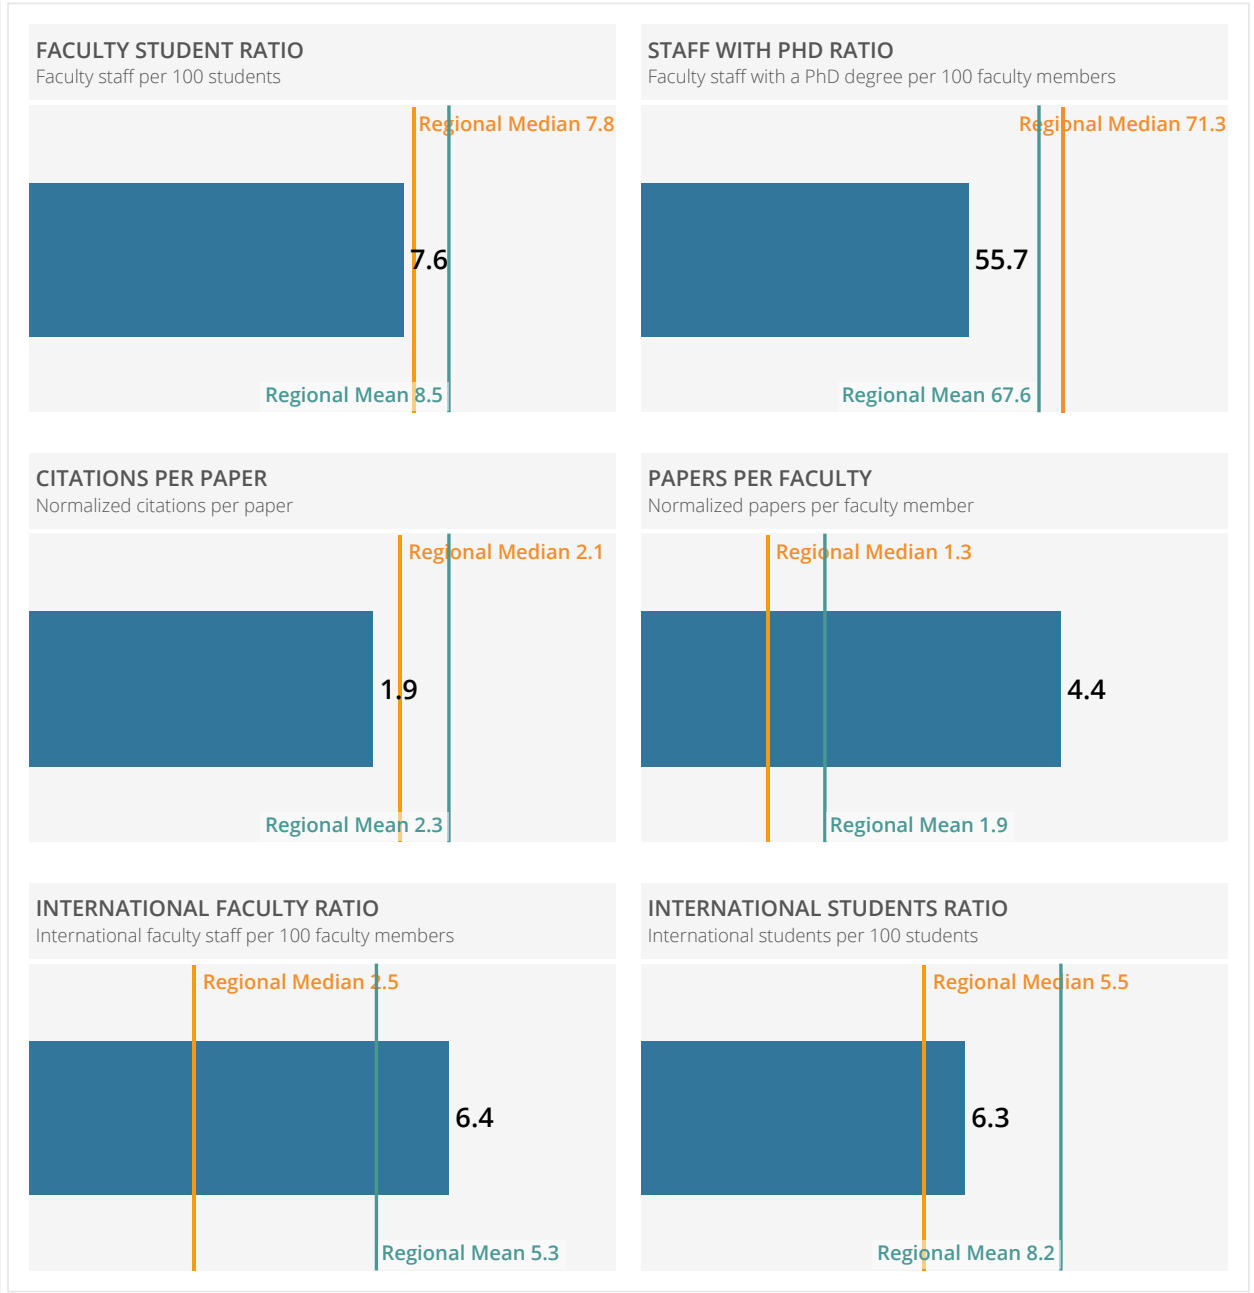 FACULTY STUDENT RATIO
Faculty staff per 100 students
Regional Median 7.8
7.6
Regional Mean 8.5
STAFF WITH PHD RATIO
Faculty staff with a PhD degree per 100 faculty members
Regional Median 71.3
55.7
Regional Mean 67.6
CITATIONS PER PAPER
Normalized citations per paper
Regional Median 2.1
1.9
Regional Mean 2.3
PAPERS PER FACULTY
Normalized papers per faculty member
Regional Median 1.3
4.4
Regional Mean 1.9
INTERNATIONAL FACULTY RATIO
International faculty staff per 100 faculty members
Regional Median 2.5
6.4
Regional Mean 5.3
INTERNATIONAL STUDENTS RATIO
International students per 100 students
Regional Median 5.5
6.3
Regional Mean 8.2